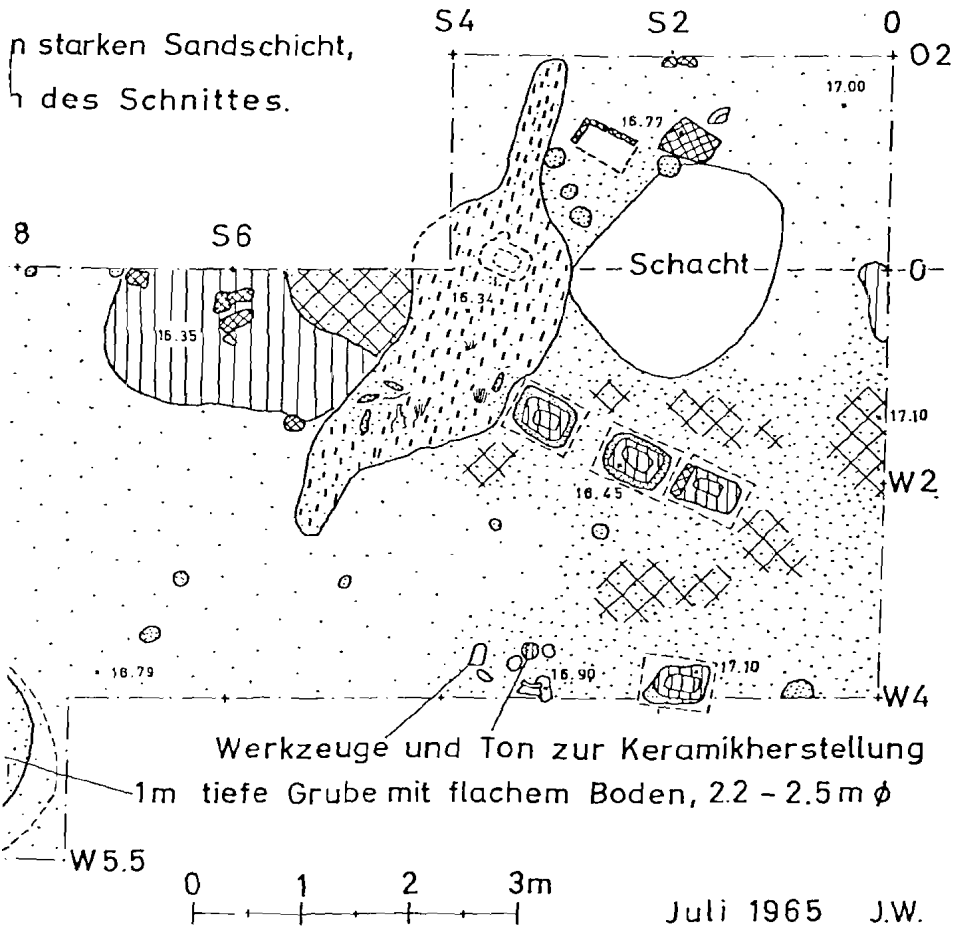 n starken Sandschicht,
n des Schnittes.
S4 S2 0
O2
17.00
16.77
8 S6
Schacht
0
16.34
16.35
17.10
W2
16.45
16.79
16.90
17.10
W4
Werkzeuge und Ton zur Keramikherstellung
1m tiefe Grube mit flachem Boden, 2.2 – 2.5 m ϕ
W 5.5
0 1 2 3m
Juli 1965 J.W.